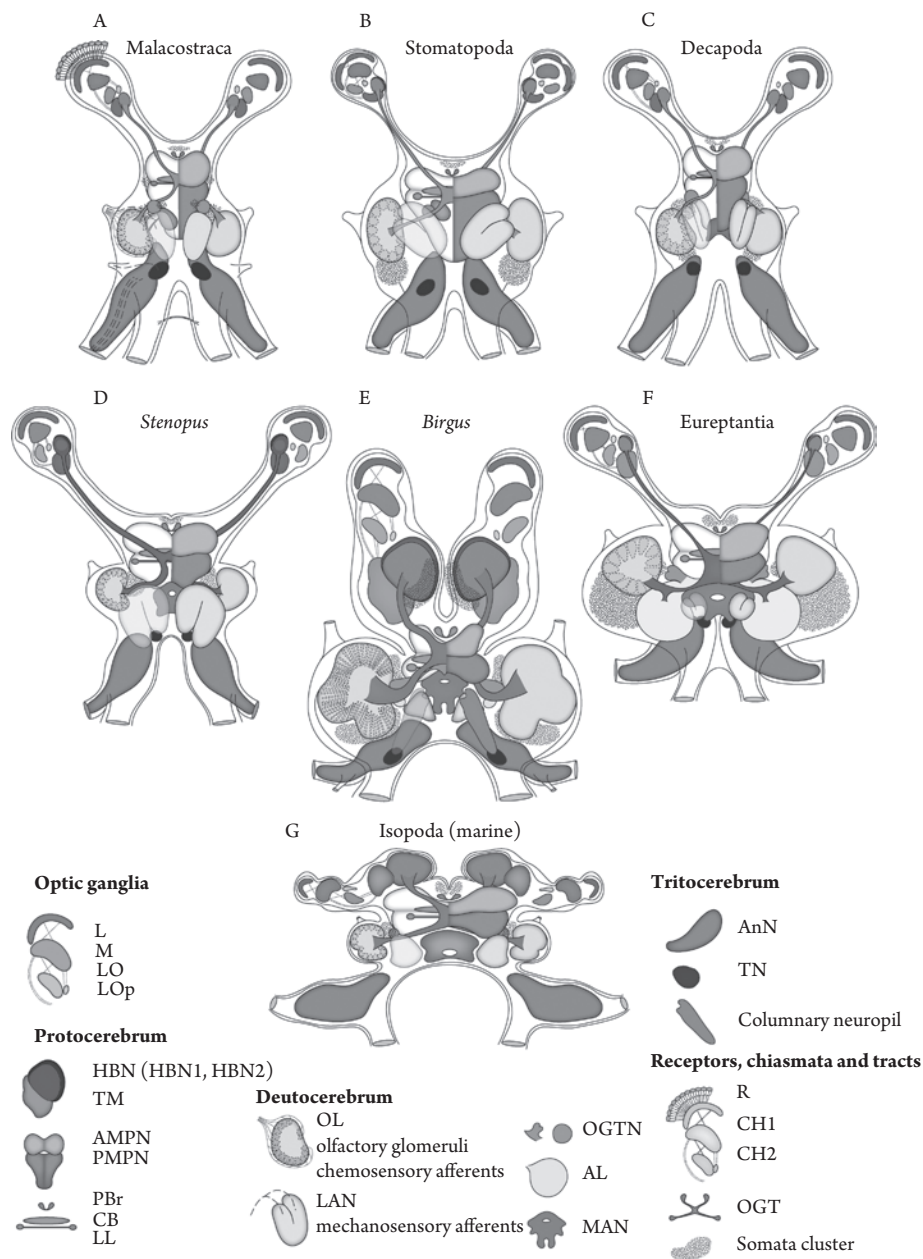 A
Malacostraca
B
Stomatopoda
C
Decapoda
D
Stenopus
E
Birgus
F
Eureptantia
G
Isopoda (marine)
Optic ganglia
L
M
LO
LOp
Protocerebrum
HBN (HBN1, HBN2)
TM
AMPN
PMPN
PBr
CB
LL
Deutocerebrum
OL
olfactory glomeruli
chemosensory afferents
LAN
mechanosensory afferents
OGTN
AL
MAN
Tritocerebrum
AnN
TN
Columnary neuropil
Receptors, chiasmata and tracts
R
CH1
CH2
OGT
Somata cluster